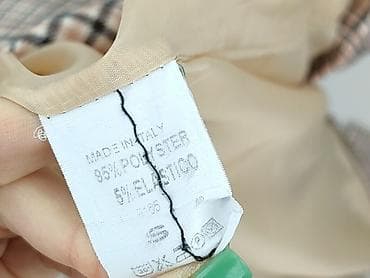 MADE IN ITALY
95% POLYESTER
5% ELASTICO